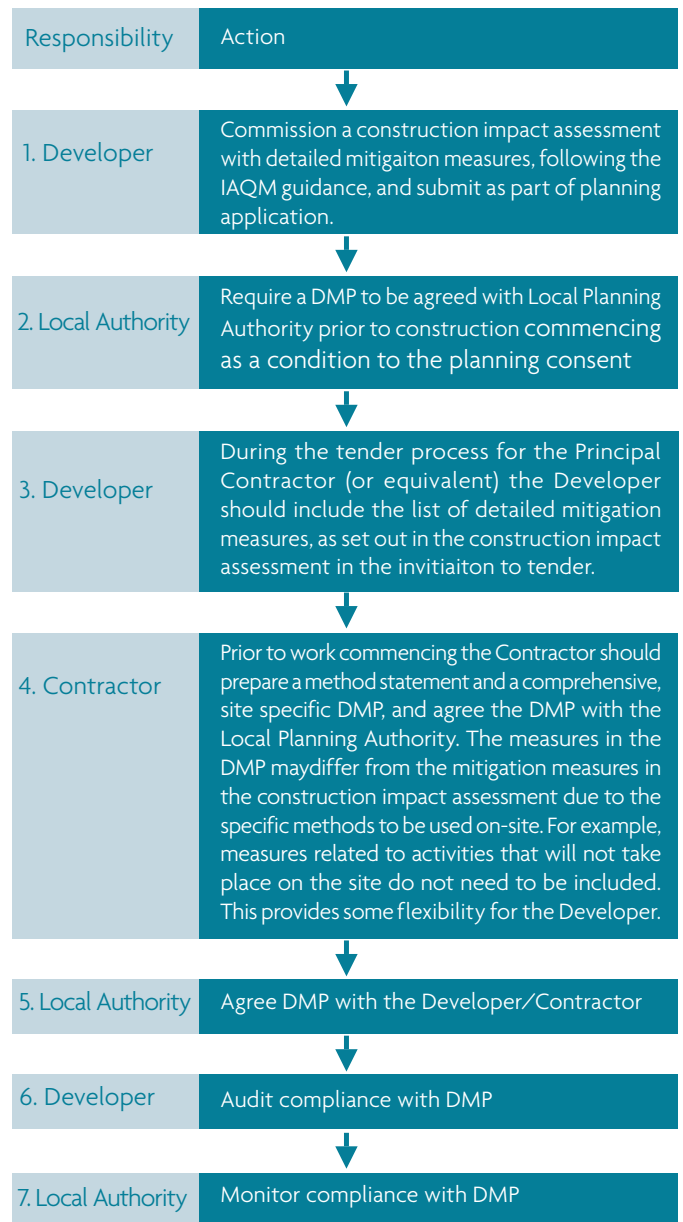 Responsibility Action
1. Developer
Commission a construction impact assessment
with detailed mitigaiton measures, following the
IAQM guidance, and submit as part of planning
application.
2. Local Authority
Require a DMP to be agreed with Local Planning
Authority prior to construction commencing
as a condition to the planning consent
3. Developer
During the tender process for the Principal
Contractor (or equivalent) the Developer
should include the list of detailed mitigation
measures, as set out in the construction impact
assessment in the invitiaiton to tender.
4. Contractor
Prior to work commencing the Contractor should
prepare a method statement and a comprehensive,
site specific DMP, and agree the DMP with the
Local Planning Authority. The measures in the
DMP maydiffer from the mitigation measures in
the construction impact assessment due to the
specific methods to be used on-site. For example,
measures related to activities that will not take
place on the site do not need to be included.
This provides some flexibility for the Developer.
5. Local Authority Agree DMP with the Developer/Contractor
6. Developer Audit compliance with DMP
7. Local Authority Monitor compliance with DMP